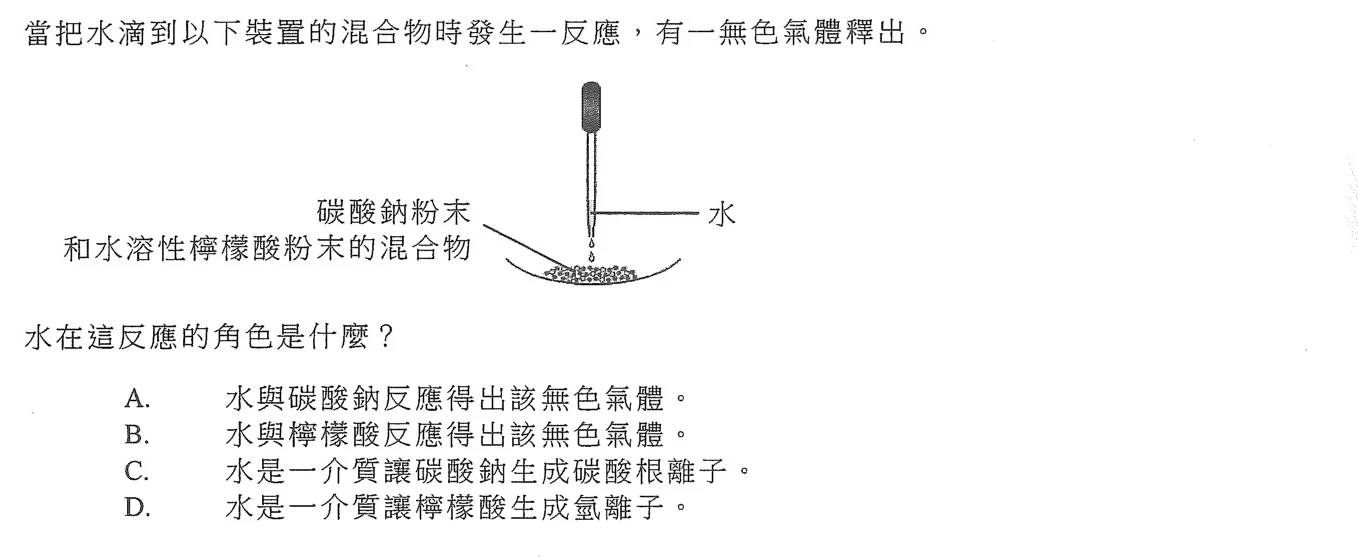 當把水滴到以下裝置的混合物時發生一反應，有一無色氣體釋出。
碳酸鈉粉末
和水溶性檸檬酸粉末的混合物
水
水在這反應的角色是什麼？
A. 水與碳酸鈉反應得出該無色氣體。
B. 水與檸檬酸反應得出該無色氣體。
C. 水是一介質讓碳酸鈉生成碳酸根離子。
D. 水是一介質讓檸檬酸生成氫離子。